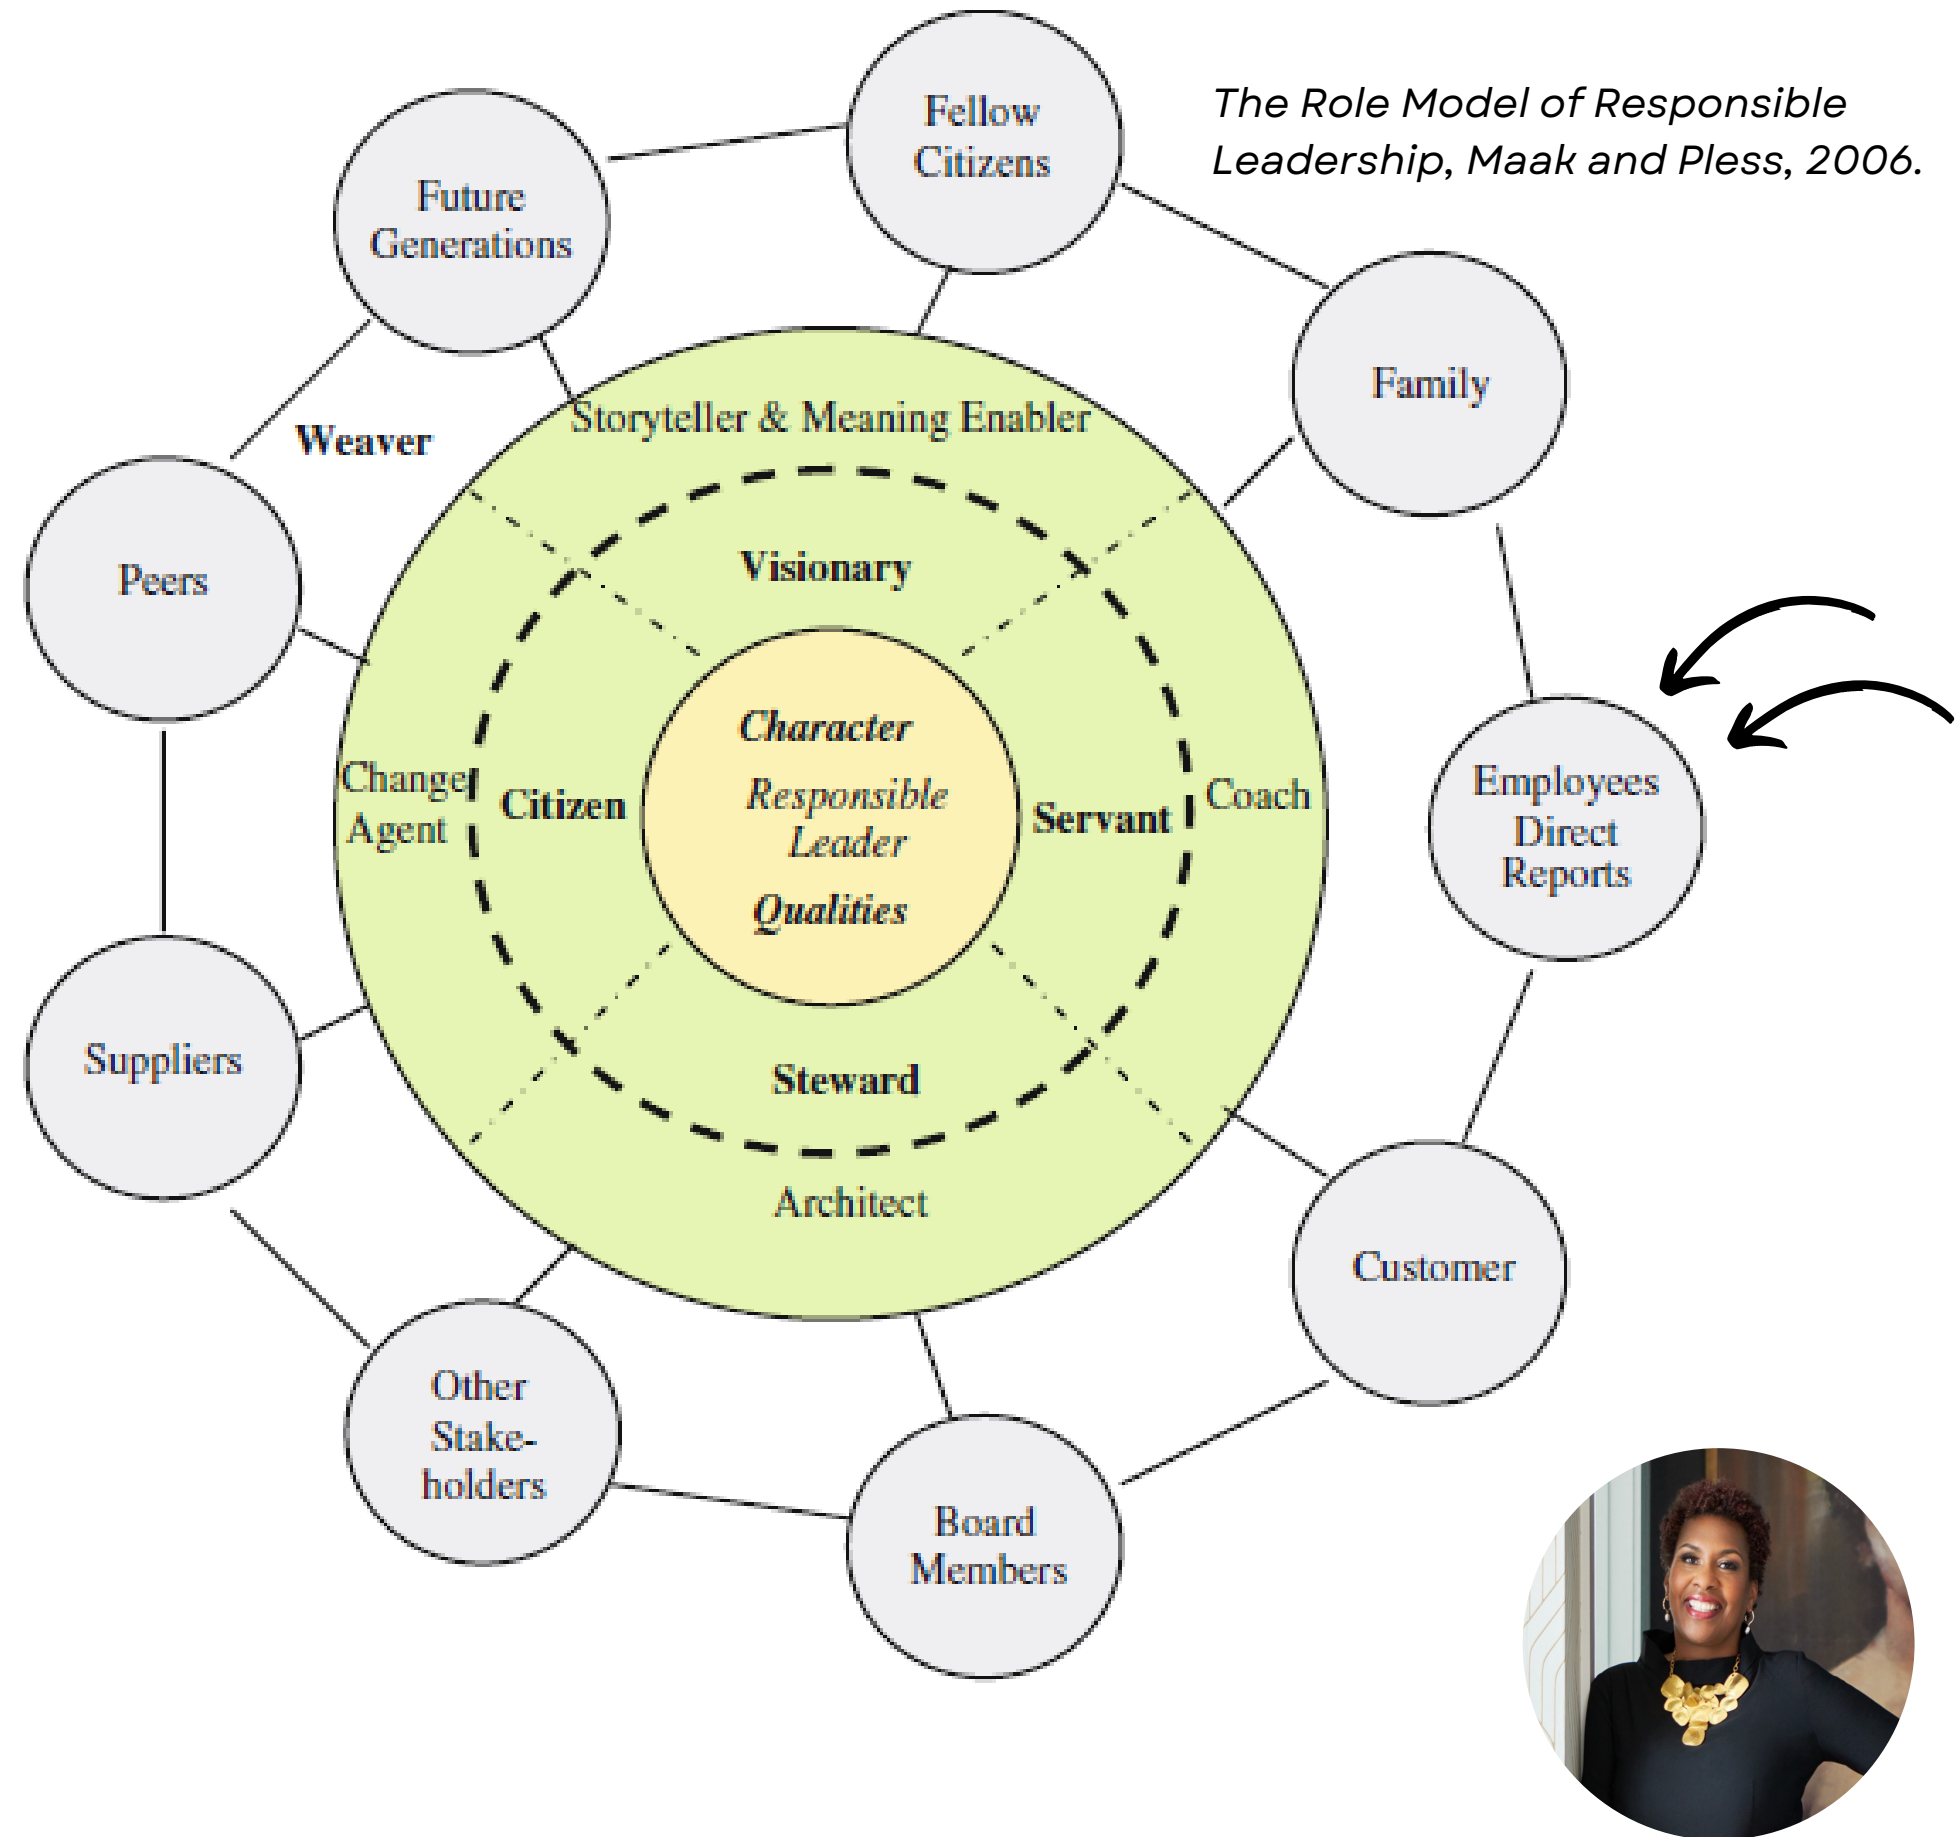 Fellow
Citizens
The Role Model of Responsible
Leadership, Maak and Pless, 2006.
Future
Generations
Family
Storyteller & Meaning Enabler
Weaver
Visionary
Peers
Character
Responsible
Leader
Qualities
Change
Agent
Citizen
Servant
Coach
Employees
Direct
Reports
Suppliers
Steward
Architect
Customer
Other
Stake-
holders
Board
Members